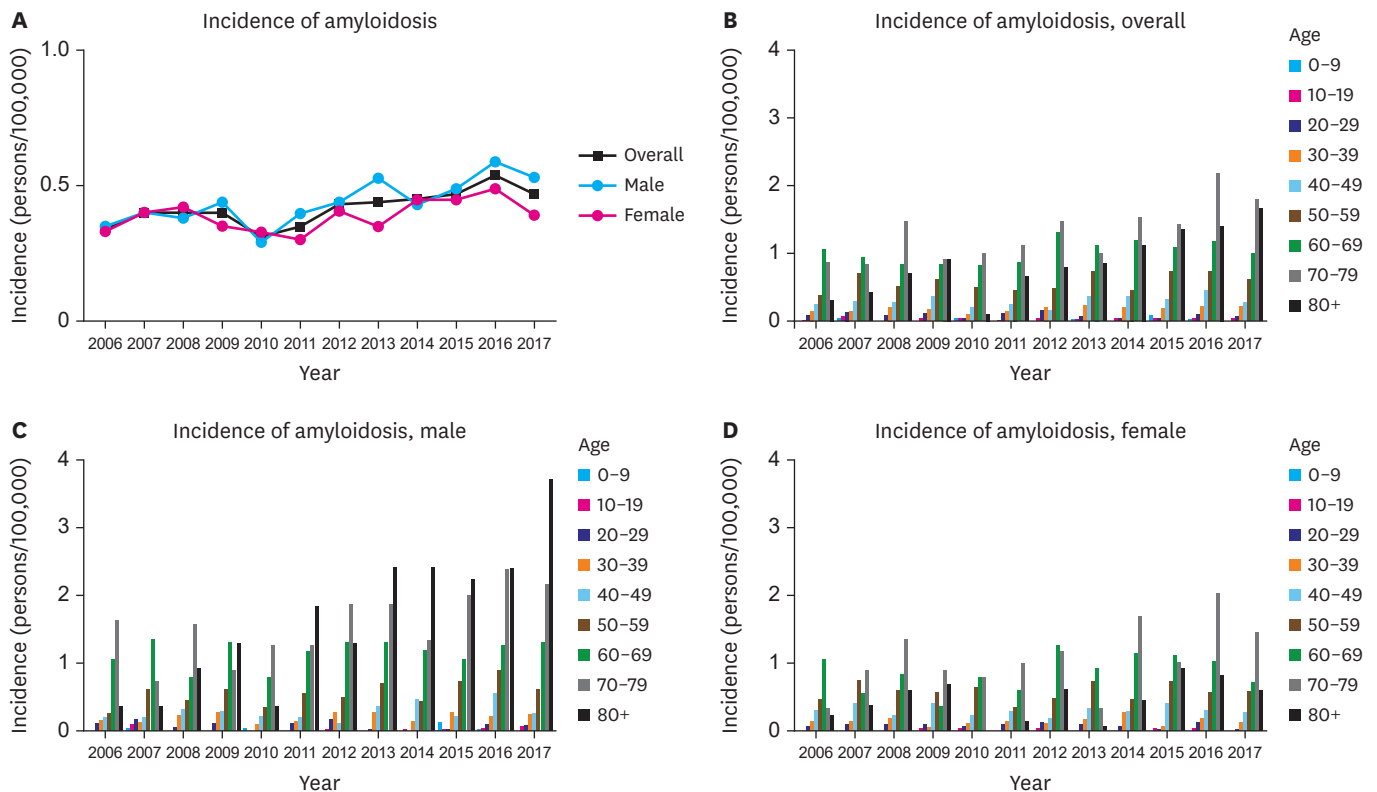 A
Incidence of amyloidosis
Incidence (persons/100,000)
1.0
0.5
0
2006 2007 2008 2009 2010 2011 2012 2013 2014 2015 2016 2017
Year
Overall
Male
Female
B
Incidence of amyloidosis, overall
Incidence (persons/100,000)
4
3
2
1
0
2006 2007 2008 2009 2010 2011 2012 2013 2014 2015 2016 2017
Year
Age
0–9
10–19
20–29
30–39
40–49
50–59
60–69
70–79
80+
C
Incidence of amyloidosis, male
Incidence (persons/100,000)
4
3
2
1
0
2006 2007 2008 2009 2010 2011 2012 2013 2014 2015 2016 2017
Year
Age
0–9
10–19
20–29
30–39
40–49
50–59
60–69
70–79
80+
D
Incidence of amyloidosis, female
Incidence (persons/100,000)
4
3
2
1
0
2006 2007 2008 2009 2010 2011 2012 2013 2014 2015 2016 2017
Year
Age
0–9
10–19
20–29
30–39
40–49
50–59
60–69
70–79
80+